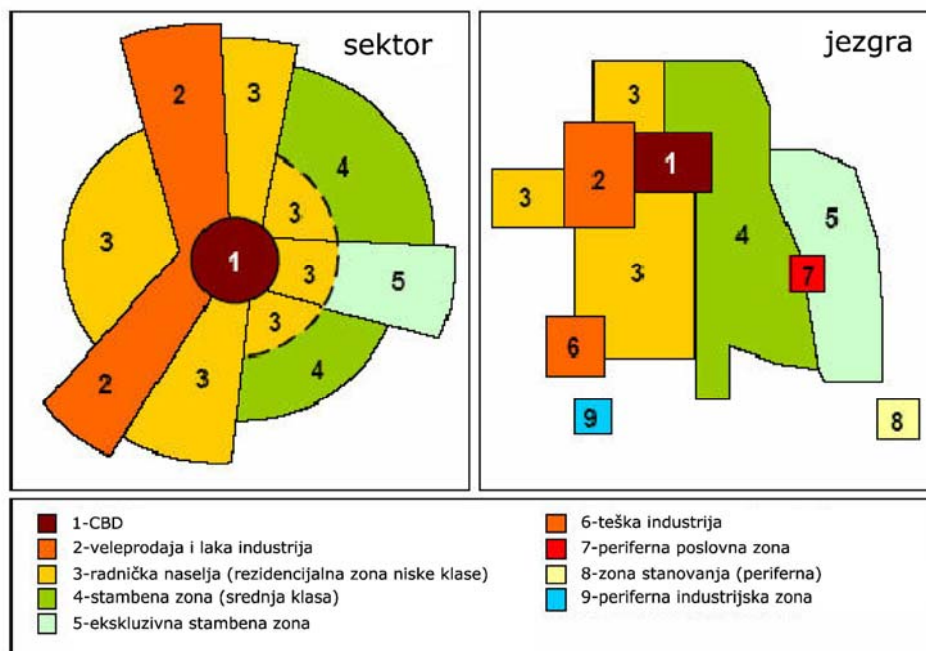 sektor
2
3
4
3
3
1
3
5
3
4
2
3
jezgra
3
1
2
3
5
4
3
7
6
9
8
1-CBD
2-veleprodaja i laka industrija
3-radnička naselja (rezidencijalna zona niske klase)
4-stambena zona (srednja klasa)
5-ekskluzivna stambena zona
6-teška industrija
7-periferna poslovna zona
8-zona stanovanja (periferna)
9-periferna industrijska zona